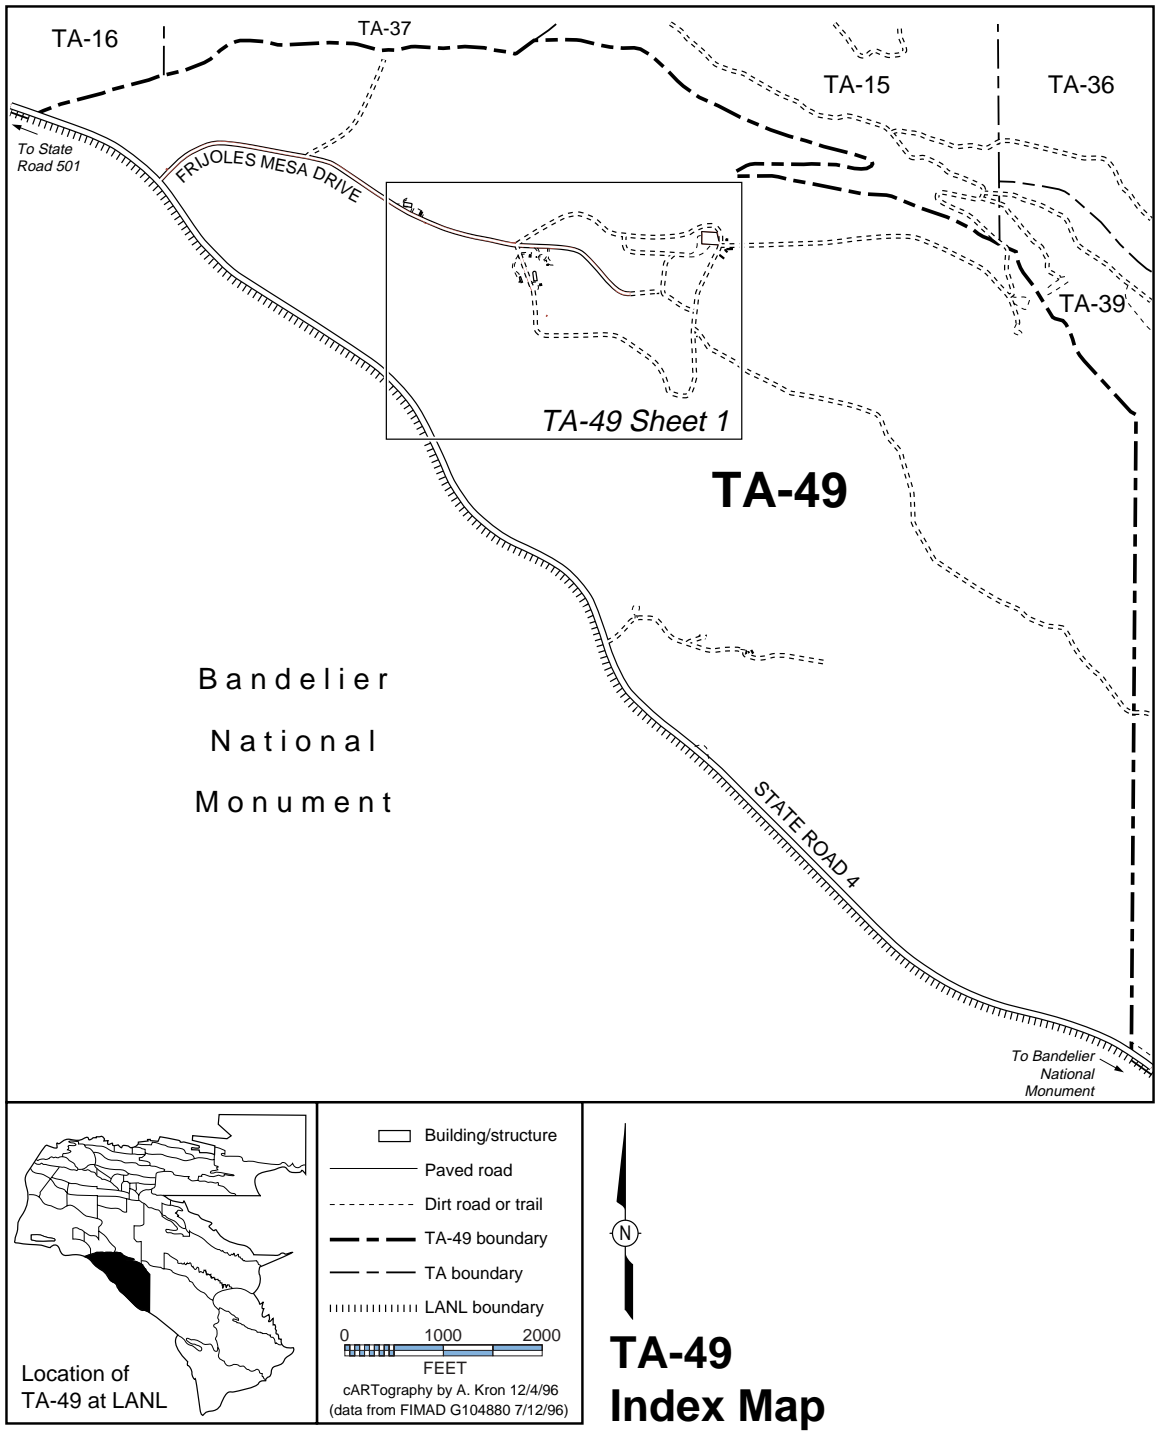 TA-16
TA-37
TA-15
TA-36
To State
Road 501
FRIJOLES MESA DRIVE
TA-39
TA-49 Sheet 1
TA-49
Bandelier
National
Monument
STATE ROAD 4
To Bandelier
National
Monument
Location of
TA-49 at LANL
Building/structure
Paved road
Dirt road or trail
TA-49 boundary
TA boundary
LANL boundary
0 1000 2000
FEET
cARTography by A. Kron 12/4/96
(data from FIMAD G104880 7/12/96)
N
TA-49
Index Map